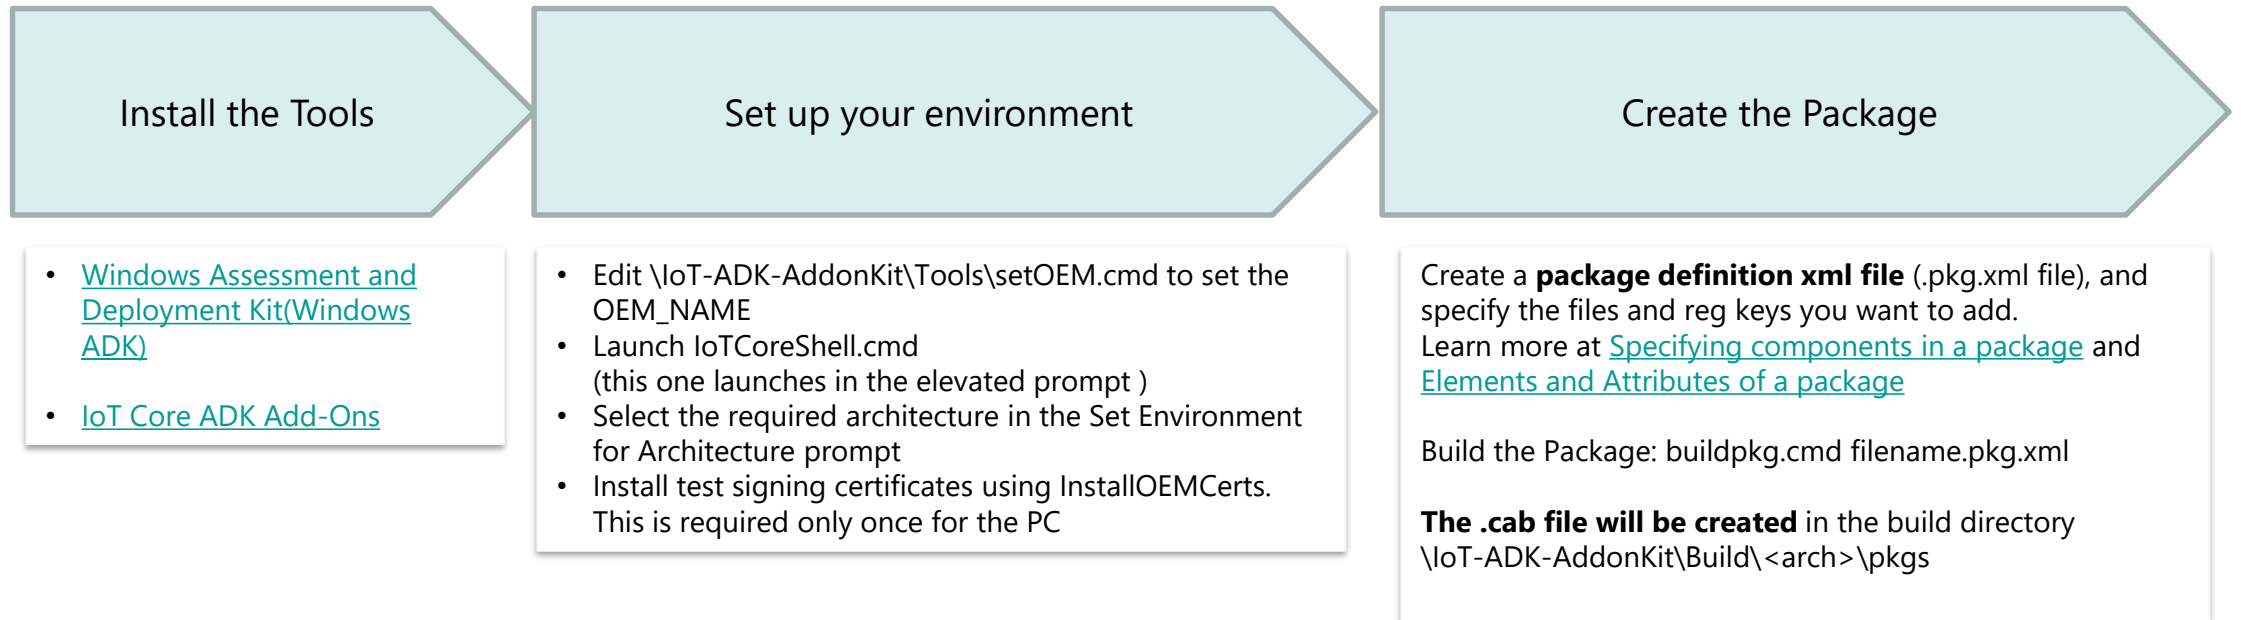 Install the Tools
Set up your environment
Create the Package
• Windows Assessment and
Deployment Kit(Windows
ADK)
• IoT Core ADK Add-Ons
• Edit \IoT-ADK-AddonKit\Tools\setOEM.cmd to set the
OEM_NAME
• Launch IoTCoreShell.cmd
(this one launches in the elevated prompt )
• Select the required architecture in the Set Environment
for Architecture prompt
• Install test signing certificates using InstallOEMCerts.
This is required only once for the PC
Create a package definition xml file (.pkg.xml file), and
specify the files and reg keys you want to add.
Learn more at Specifying components in a package and
Elements and Attributes of a package
Build the Package: buildpkg.cmd filename.pkg.xml
The .cab file will be created in the build directory
\IoT-ADK-AddonKit\Build\<arch>\pkgs